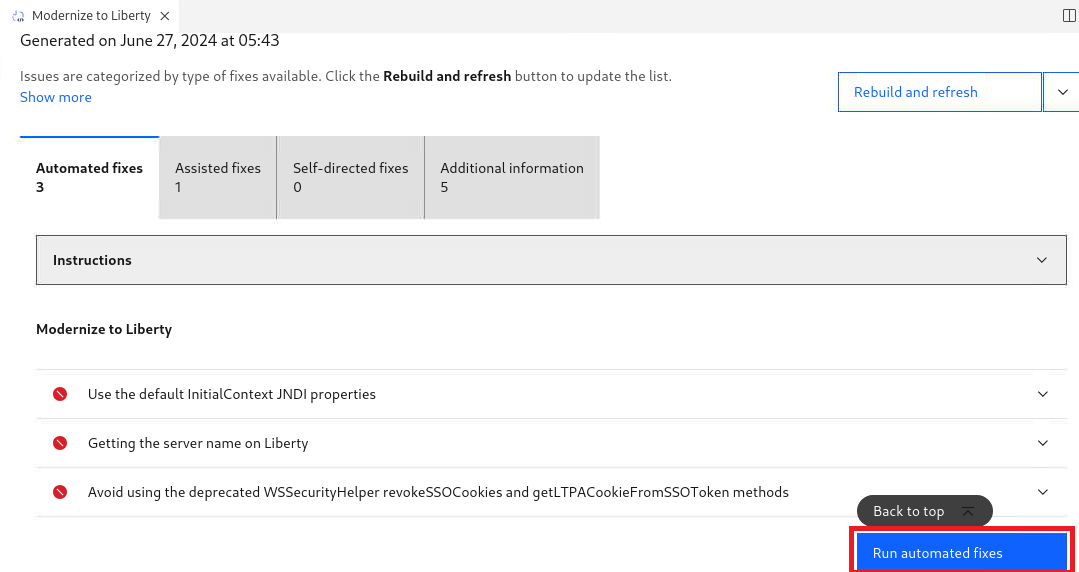 Modernize to Liberty
Generated on June 27, 2024 at 05:43
Issues are categorized by type of fixes available. Click the Rebuild and refresh button to update the list.
Show more
Rebuild and refresh
Automated fixes
3
Assisted fixes
1
Self-directed fixes
0
Additional information
5
Instructions
Modernize to Liberty
Use the default InitialContext JNDI properties
Getting the server name on Liberty
Avoid using the deprecated WSSecurityHelper revokeSSOCookies and getLTPACookieFromSSOToken methods
Back to top
Run automated fixes